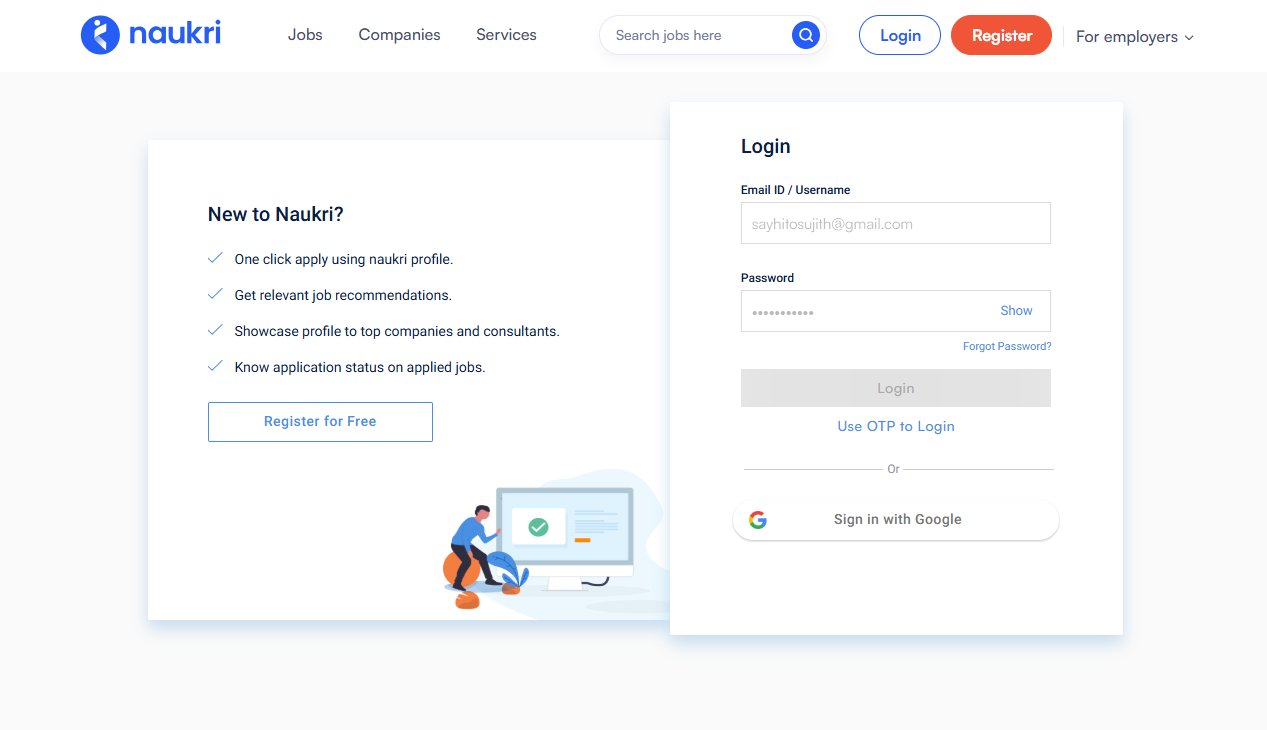 naukri
Jobs Companies Services
Search jobs here
Login Register For employers
New to Naukri?
One click apply using naukri profile.
Get relevant job recommendations.
Showcase profile to top companies and consultants.
Know application status on applied jobs.
Register for Free
Login
Email ID / Username
sayhitosujith@gmail.com
Password
••••••••••• Show
Forgot Password?
Login
Use OTP to Login
Or
Sign in with Google